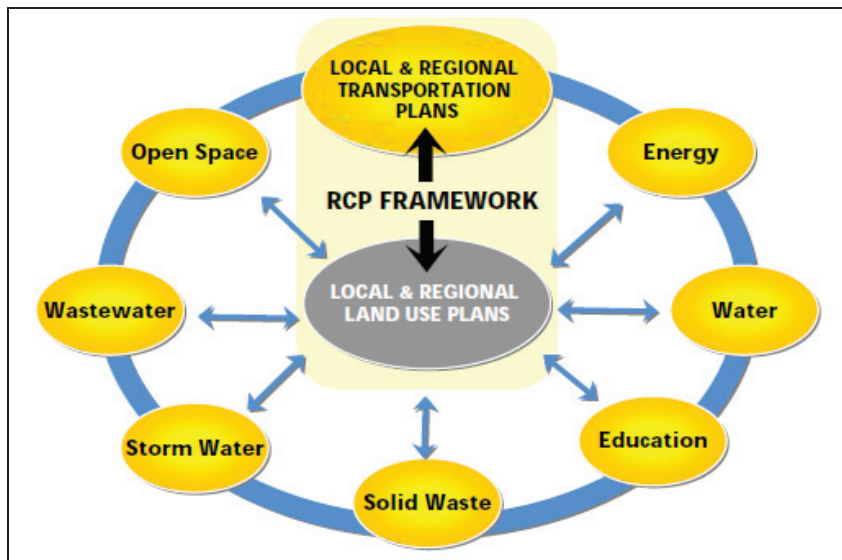 LOCAL & REGIONAL
TRANSPORTATION
PLANS
Open Space
Energy
RCP FRAMEWORK
LOCAL & REGIONAL
LAND USE PLANS
Wastewater
Water
Storm Water
Education
Solid Waste